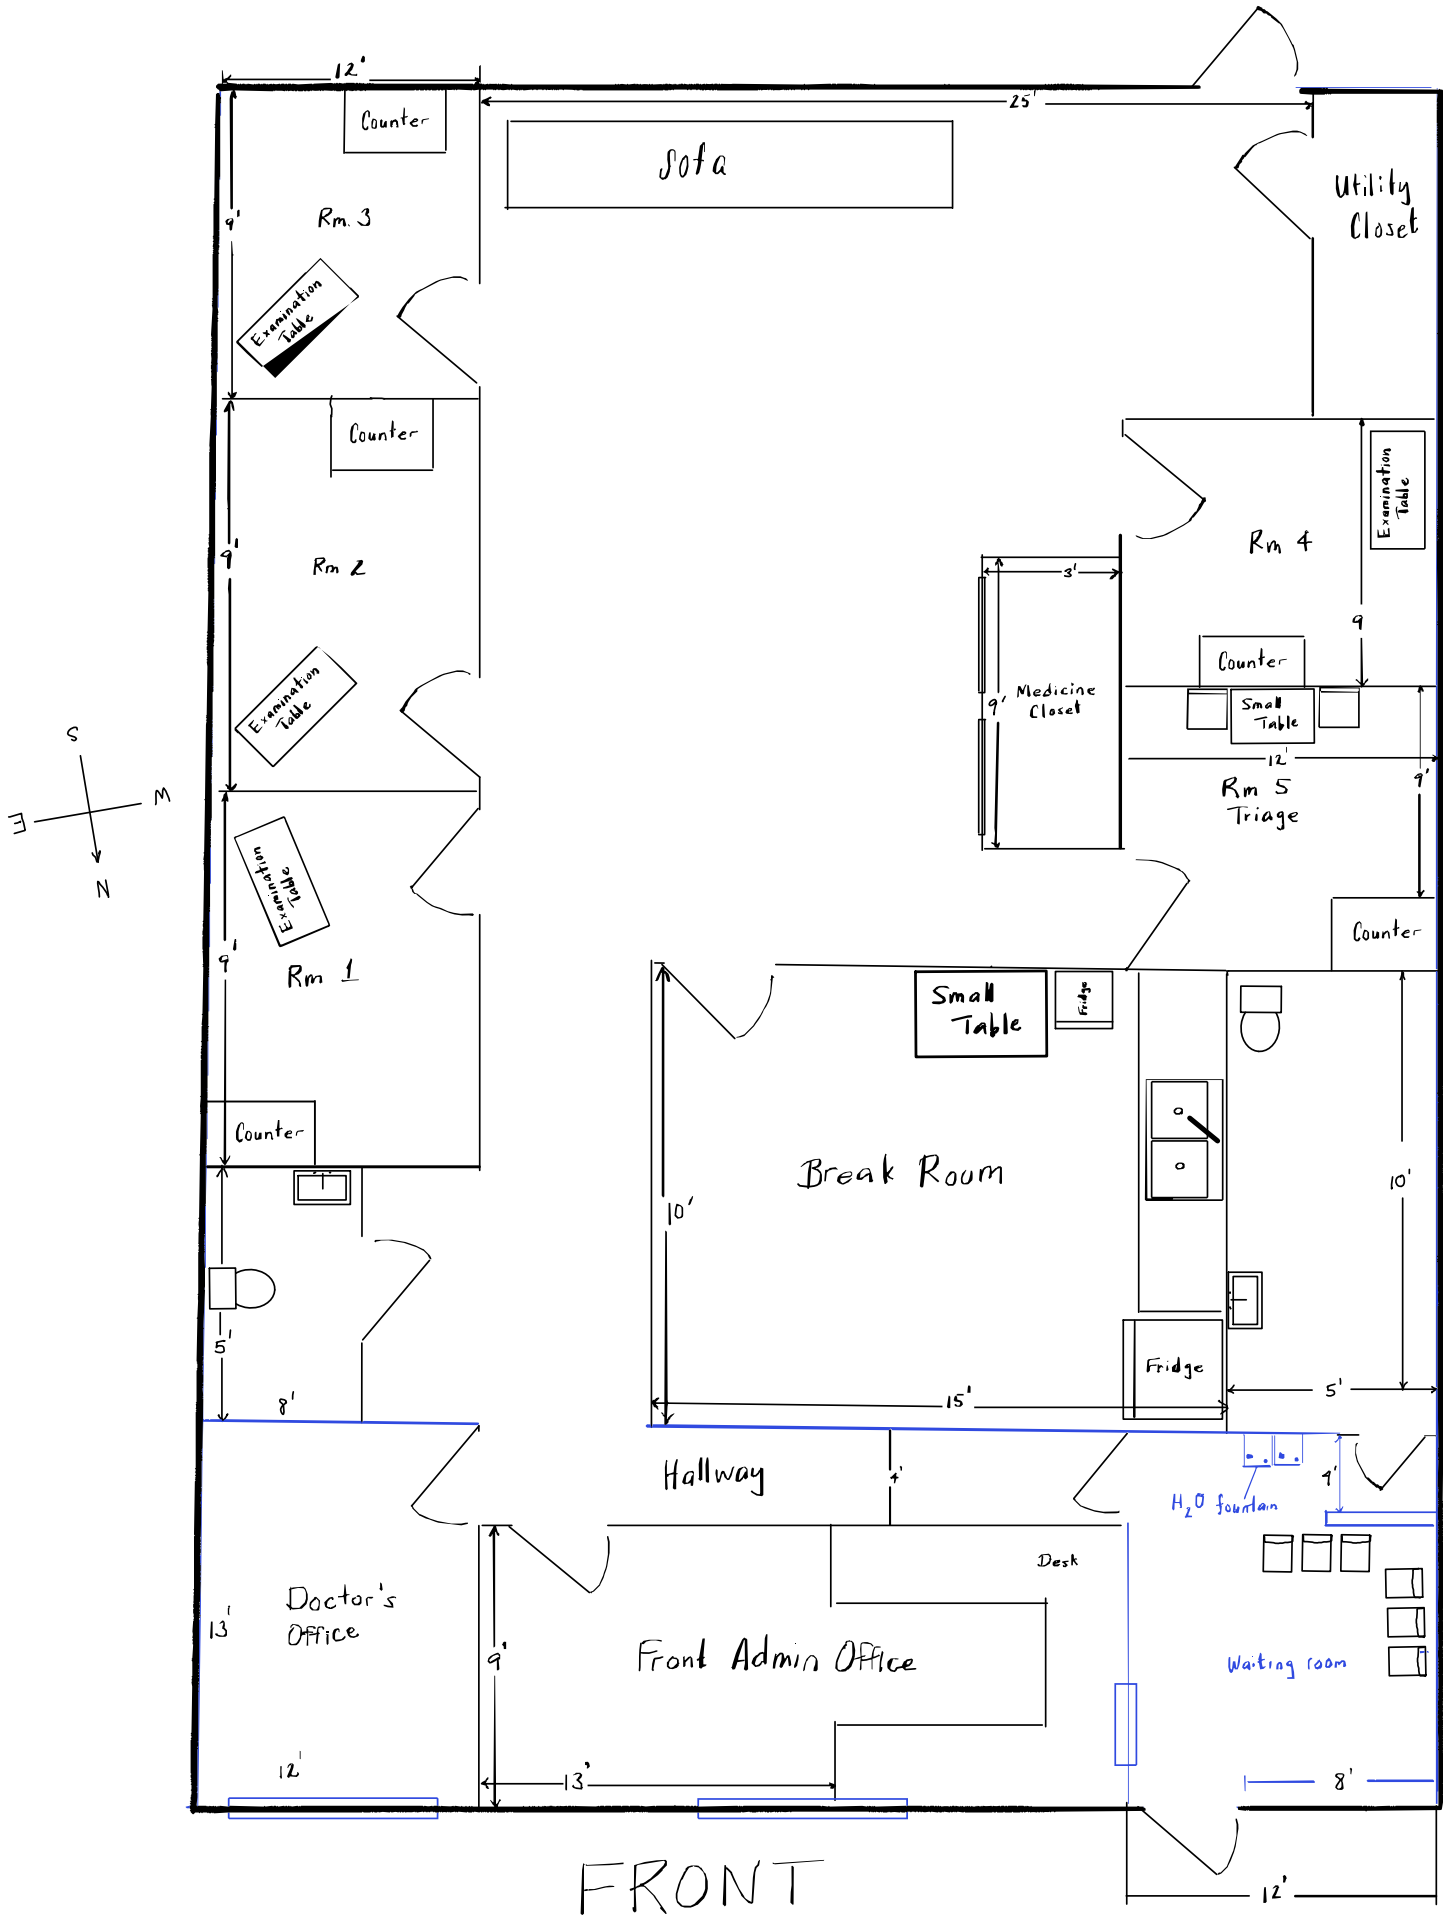 12'
25'
Counter
Sofa
Utility
Closet
9'
Rm. 3
Examination
Table
Counter
Examination
Table
9'
Rm 2
Rm 4
3'
9
Counter
Medicine
Closet
9'
Small
Table
Examination
Table
12'
9'
Rm 5
Triage
S
W
E
N
Examination
Table
9'
Rm 1
Counter
Small
Table
Fridge
Counter
Break Room
10'
10'
5'
8'
Fridge
15'
5'
Hallway
4'
4'
H2O fountain
Desk
Doctor's
Office
13'
9'
Front Admin Office
Waiting room
12'
13'
8'
FRONT
12'